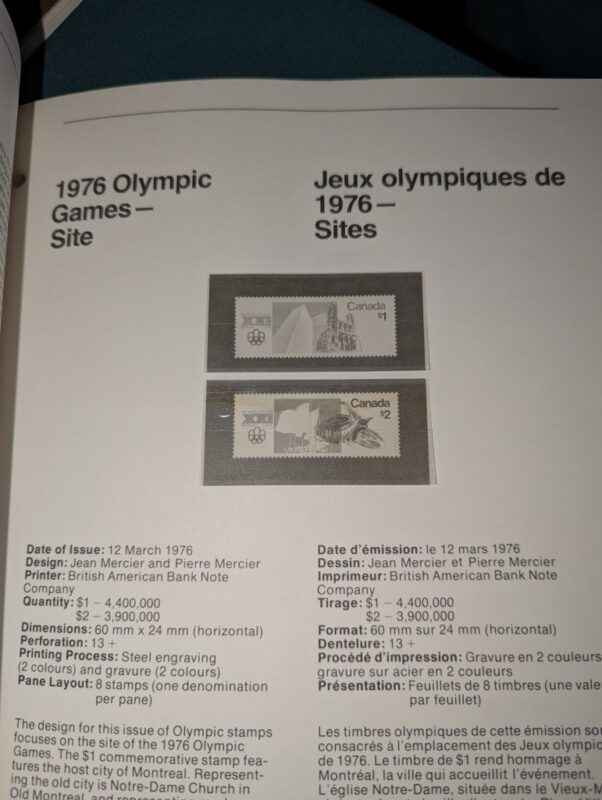 1976 Olympic
Games—
Site
Jeux olympiques de
1976—
Sites
Canada
$1
XXI
Canada
$2
XXI
Date of Issue: 12 March 1976
Design: Jean Mercier and Pierre Mercier
Printer: British American Bank Note
Company
Quantity: $1 – 4,400,000
$2 – 3,900,000
Dimensions: 60 mm x 24 mm (horizontal)
Perforation: 13 +
Printing Process: Steel engraving
(2 colours) and gravure (2 colours)
Pane Layout: 8 stamps (one denomination
per pane)
The design for this issue of Olympic stamps
focuses on the site of the 1976 Olympic
Games. The $1 commemorative stamp fea-
tures the host city of Montreal. Represent-
ing the old city is Notre-Dame Church in
Old Montreal, and
Date d'émission: le 12 mars 1976
Dessin: Jean Mercier et Pierre Mercier
Imprimeur: British American Bank Note
Company
Tirage: $1 – 4,400,000
$2 – 3,900,000
Format: 60 mm sur 24 mm (horizontal)
Dentelure: 13 +
Procédé d'impression: Gravure en 2 couleurs
gravure sur acier en 2 couleurs
Présentation: Feuillets de 8 timbres (une
par feuillet)
Les timbres olympiques de cette émission
consacrés à l'emplacement des Jeux
de 1976. Le timbre de $1 rend hommage à
Montréal, la ville qui accueillit l'événement.
L'église Notre-Dame, située dans le